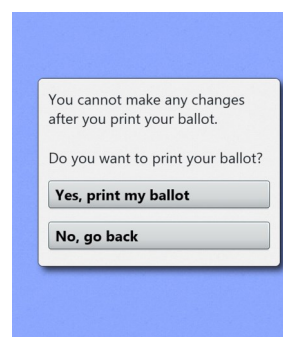 You cannot make any changes
after you print your ballot.
Do you want to print your ballot?
Yes, print my ballot
No, go back